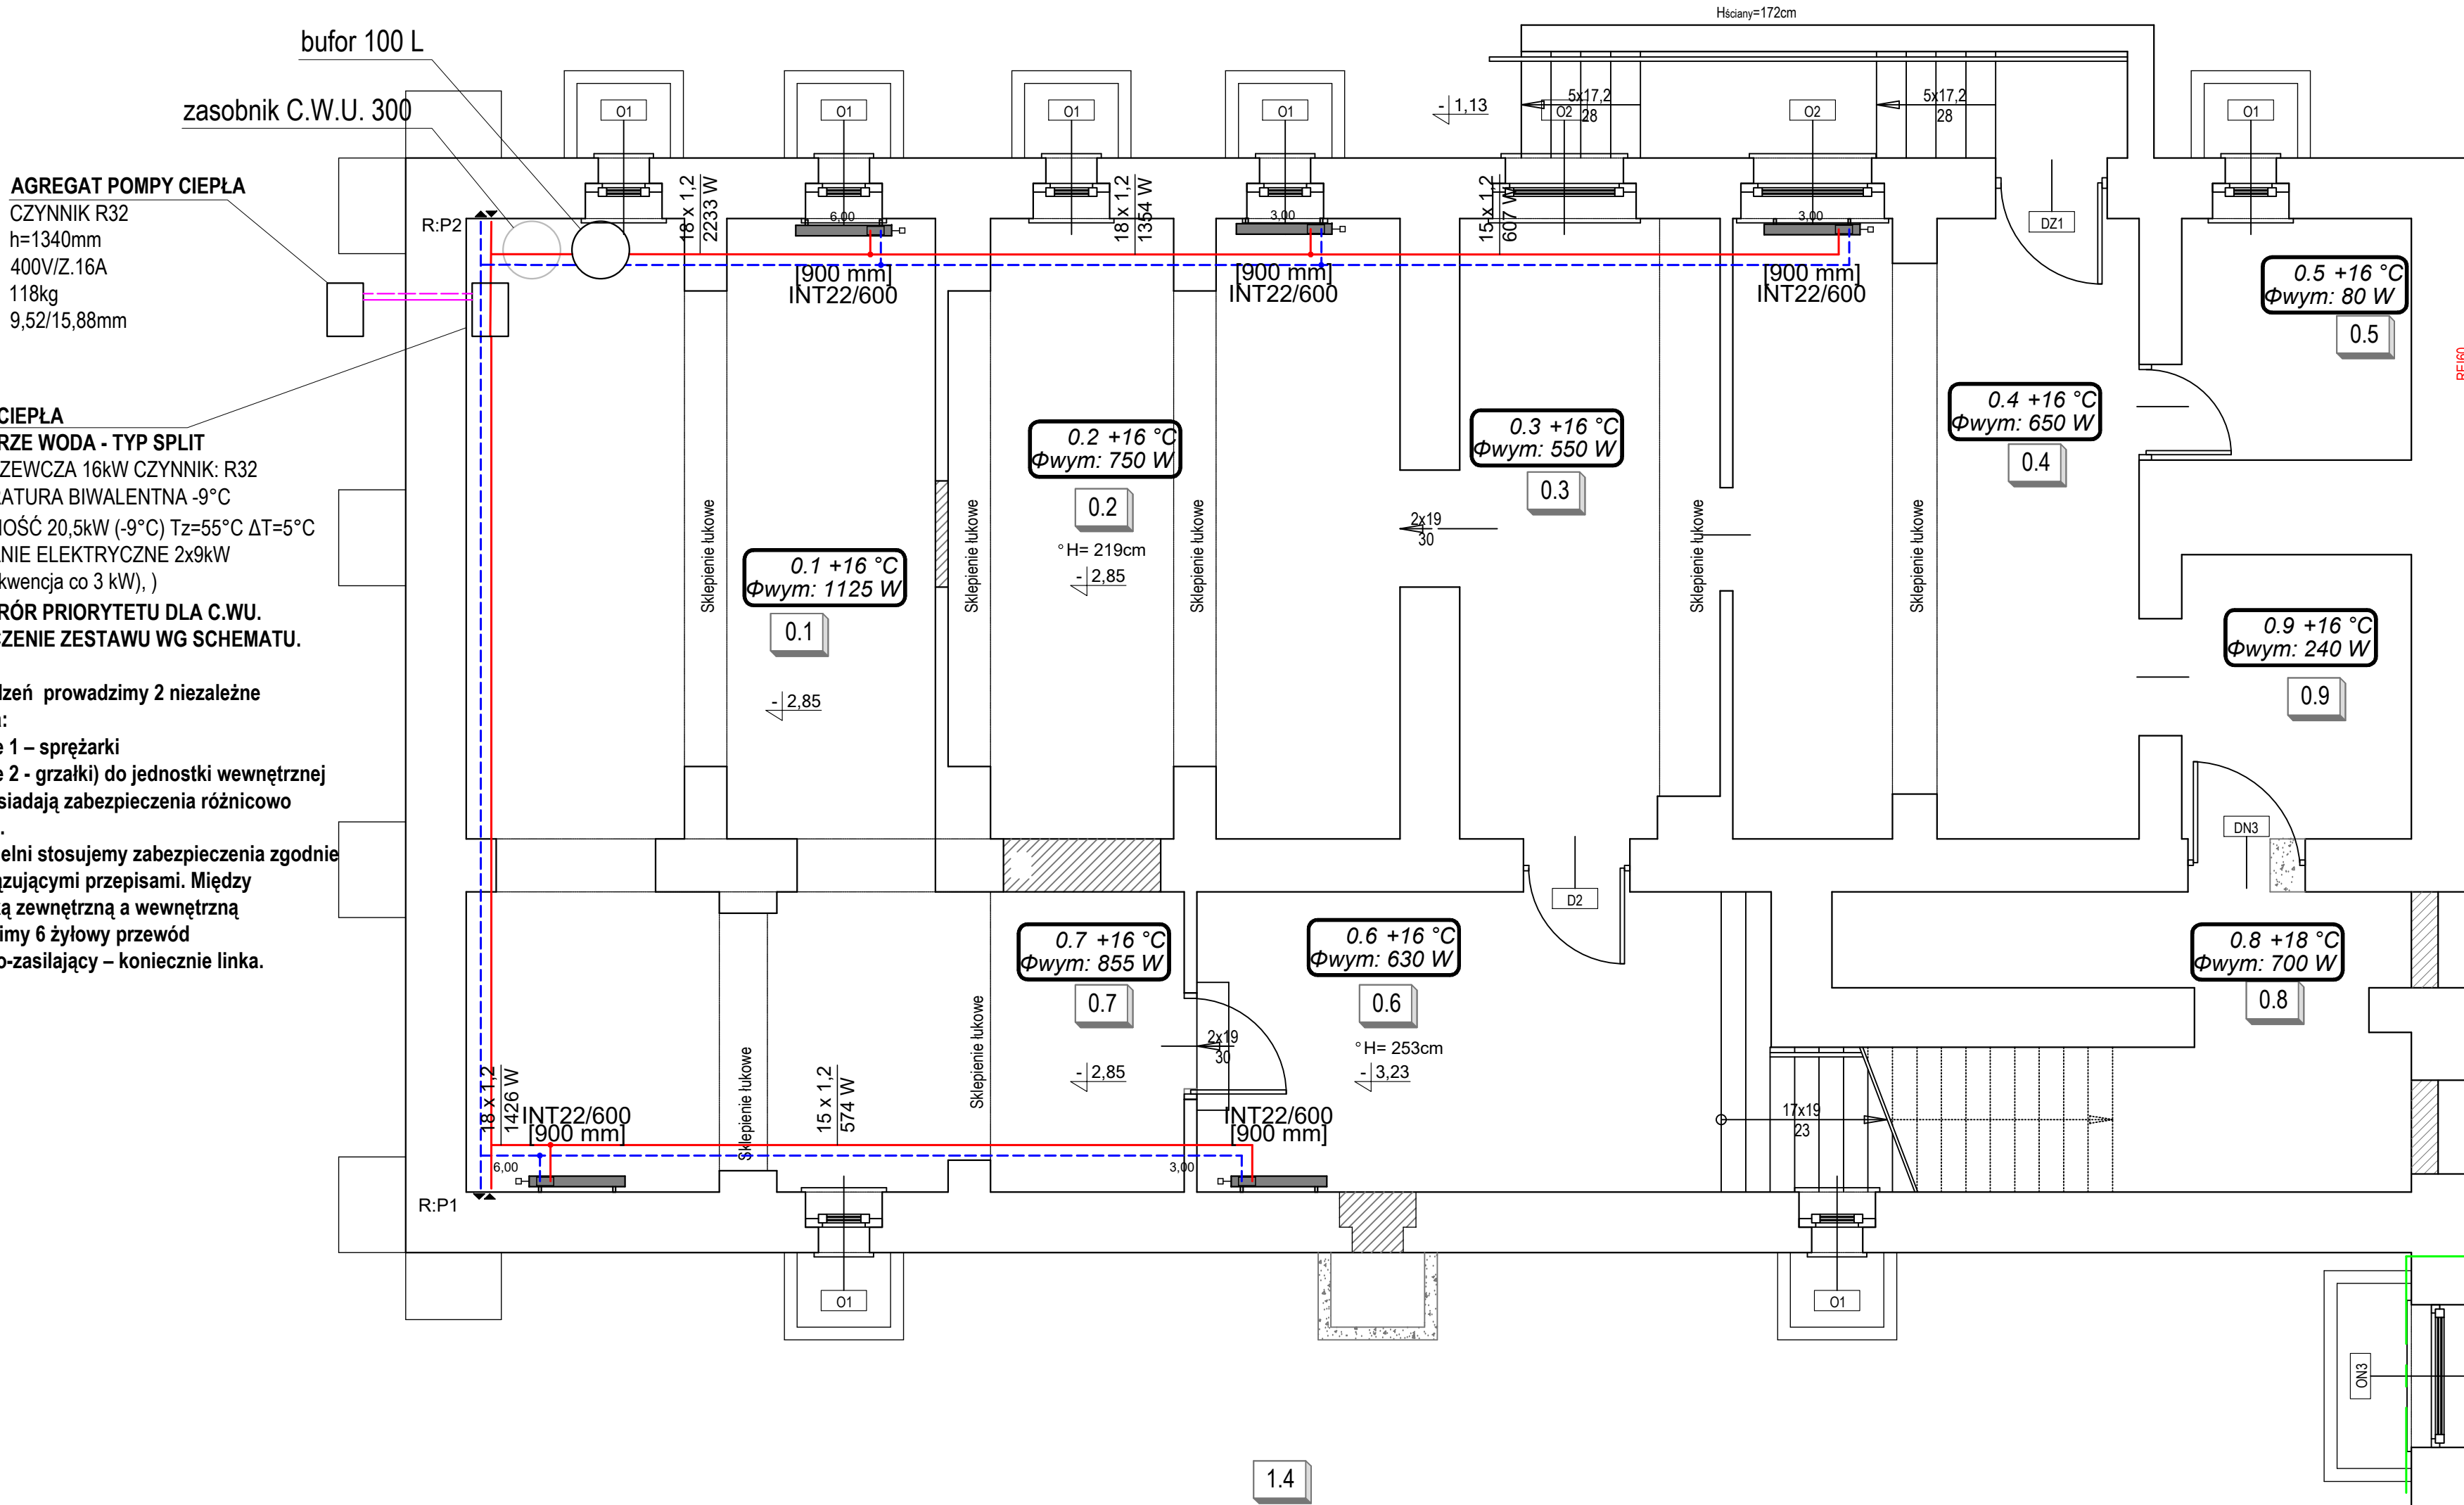 Hściany=172cm
bufor 100 L
zasobnik C.W.U. 300
AGREGAT POMPY CIEPŁA
CZYNNIK R32
h=1340mm
400V/Z.16A
118kg
9,52/15,88mm
CIEPŁA
RZE WODA - TYP SPLIT
ZEWCZA 16kW CZYNNIK: R32
RATURA BIWALENTNA -9°C
NOŚĆ 20,5kW (-9°C) Tz=55°C ΔT=5°C
ANIE ELEKTRYCZNE 2x9kW
kwencja co 3 kW), )
RÓR PRIORYTETU DLA C.WU.
CZENIE ZESTAWU WG SCHEMATU.
dzeń prowadzimy 2 niezależne
a:
e 1 – sprężarki
e 2 - grzałki) do jednostki wewnętrznej
siadają zabezpieczenia różnicowo
.
elni stosujemy zabezpieczenia zgodnie
ązującymi przepisami. Między
ką zewnętrzną a wewnętrzną
imy 6 żyłowy przewód
o-zasilający – koniecznie linka.
O1
O1
O1
O1
O2
O2
O1
- 1,13
5x17,2
28
5x17,2
28
DZ1
R:P2
18 x 1,2
2233 W
6,00
[900 mm]
INT22/600
18 x 1,2
1354 W
3,00
[900 mm]
INT22/600
15 x 1,2
607 W
3,00
[900 mm]
INT22/600
0.5 +16 °C
Φwym: 80 W
0.5
REI60
0.4 +16 °C
Φwym: 650 W
0.4
0.3 +16 °C
Φwym: 550 W
0.3
0.2 +16 °C
Φwym: 750 W
0.2
°H= 219cm
- 2,85
2x19
30
0.1 +16 °C
Φwym: 1125 W
0.1
- 2,85
Sklepienie łukowe
Sklepienie łukowe
Sklepienie łukowe
Sklepienie łukowe
Sklepienie łukowe
0.9 +16 °C
Φwym: 240 W
0.9
DN3
D2
0.7 +16 °C
Φwym: 855 W
0.7
- 2,85
0.6 +16 °C
Φwym: 630 W
0.6
°H= 253cm
- 3,23
0.8 +18 °C
Φwym: 700 W
0.8
2x19
30
17x19
23
Sklepienie łukowe
Sklepienie łukowe
18 x 1,2
1426 W
INT22/600
[900 mm]
6,00
15 x 1,2
574 W
INT22/600
[900 mm]
3,00
R:P1
O1
O1
ON3
1.4